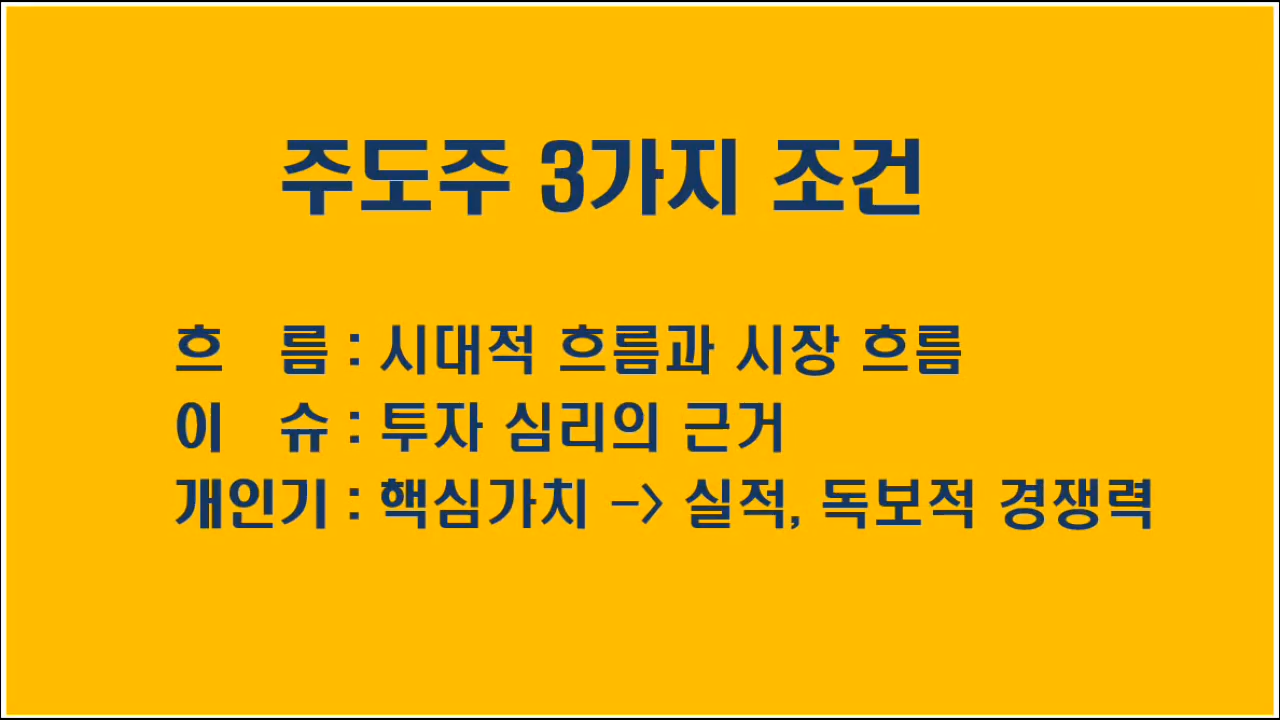 주도주 3가지 조건
흐 름 : 시대적 흐름과 시장 흐름
이 슈 : 투자 심리의 근거
개인기 : 핵심가치 -> 실적, 독보적 경쟁력